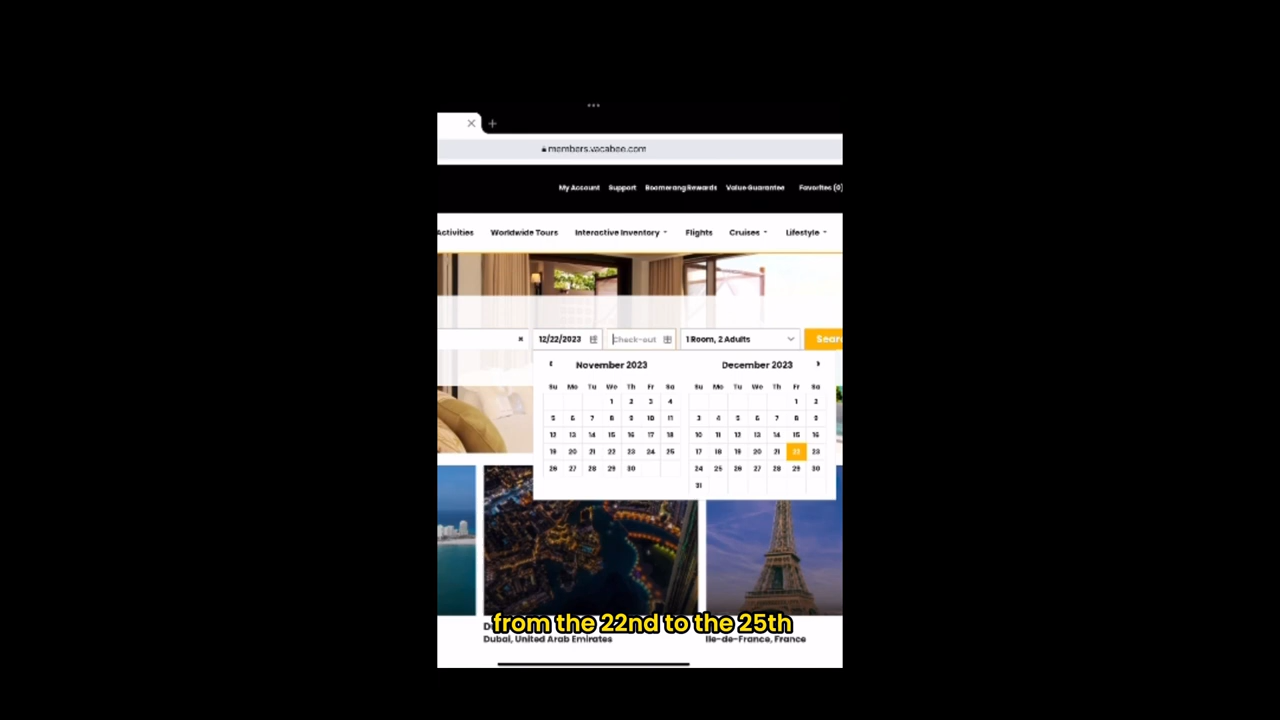 members.vacabee.com
My Account Support Boomerang Rewards Value Guarantee Favorites (0)
Activities Worldwide Tours Interactive Inventory Flights Cruises Lifestyle
12/22/2023 Check-out 1 Room, 2 Adults Sear
November 2023 December 2023
Su Mo Tu We Th Fr Sa Su Mo Tu We Th Fr Sa
1 2 3 4 1 2
5 6 7 8 9 10 11 3 4 5 6 7 8 9
12 13 14 15 16 17 18 10 11 12 13 14 15 16
19 20 21 22 23 24 25 17 18 19 20 21 22 23
26 27 28 29 30 24 25 26 27 28 29 30
31
from the 22nd to the 25th
Dubai, United Arab Emirates Ile-de-France, France